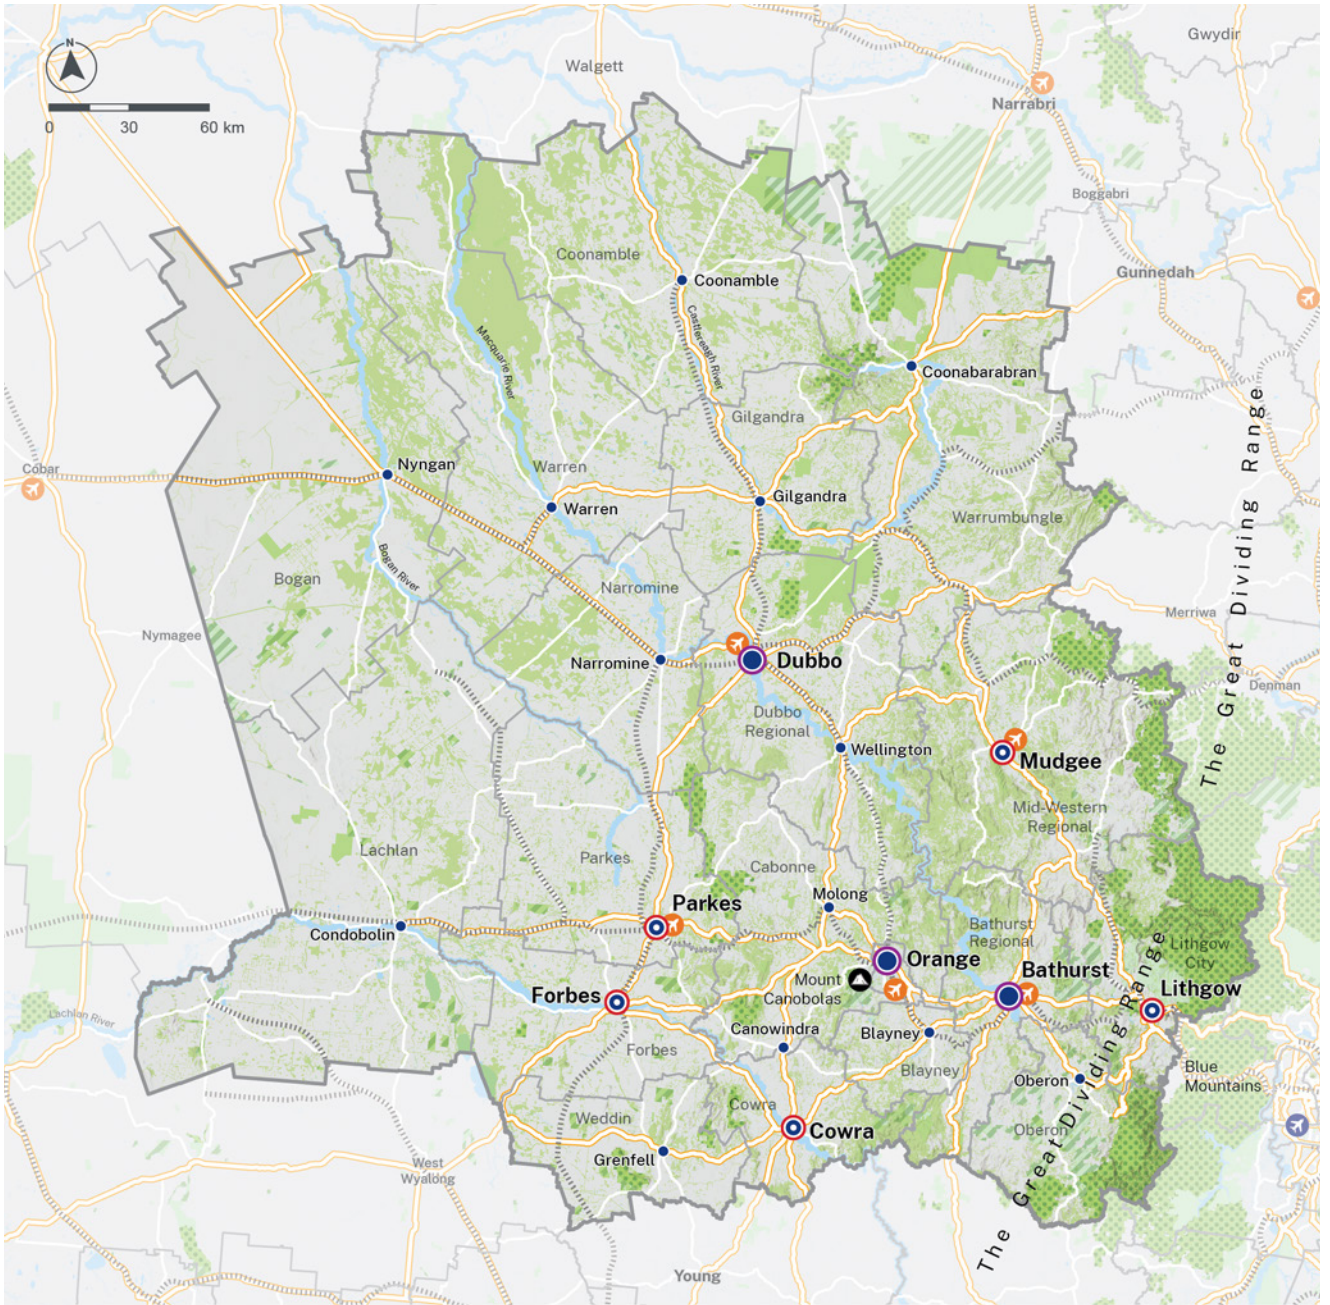 Gwydir
N
Walgett
Narrabri
0 30 60 km
Boggabri
Coonamble
Gunnedah
Coonamble
Macquarie River
Castlereagh River
Coonabarabran
Gilgandra
The Great Dividing Range
Cobar
Nyngan
Warren
Gilgandra
Warren
Warrumbungle
Bogan River
Bogan
Narromine
Merriwa
Nymagee
Narromine
Dubbo
Denman
Dubbo
Regional
Wellington
Mudgee
Mid-Western
Regional
Lachlan
Parkes
Cabonne
Molong
Parkes
Bathurst
Regional
Condobolin
Lithgow
City
Orange
Mount
Canobolas
Bathurst
Forbes
Lithgow
Lachlan River
Canowindra
Blayney
Forbes
Blayney
Blue
Mountains
Oberon
Cowra
Weddin
Cowra
Oberon
Grenfell
West
Wyalong
The Great Dividing Range
Young